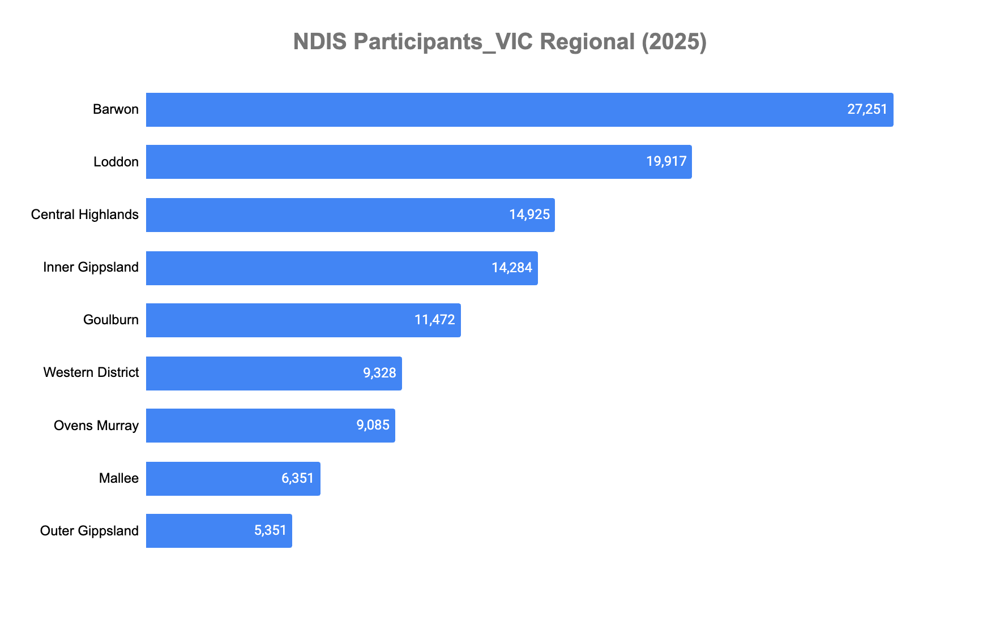 NDIS Participants_VIC Regional (2025)
Barwon 27,251
Loddon 19,917
Central Highlands 14,925
Inner Gippsland 14,284
Goulburn 11,472
Western District 9,328
Ovens Murray 9,085
Mallee 6,351
Outer Gippsland 5,351